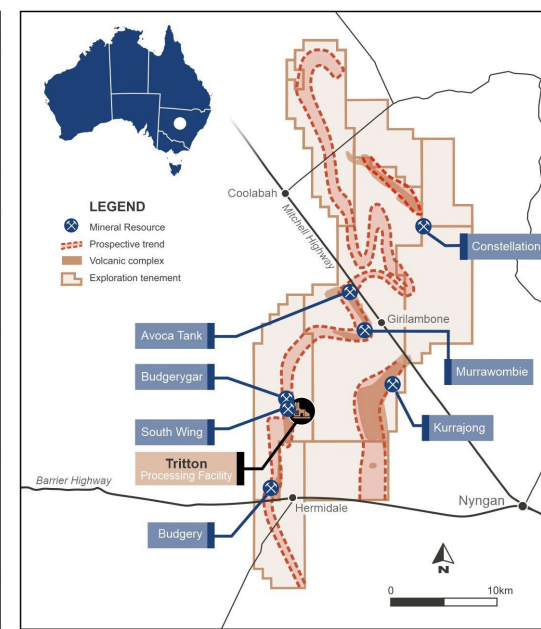 LEGEND
Mineral Resource
Prospective trend
Volcanic complex
Exploration tenement
Coolabah
Mitchell Highway
Constellation
Avoca Tank
Girilambone
Budgerygar
Murrawombie
South Wing
Kurrajong
Tritton
Processing Facility
Barrier Highway
Hermidale
Nyngan
Budgery
N
0 10km